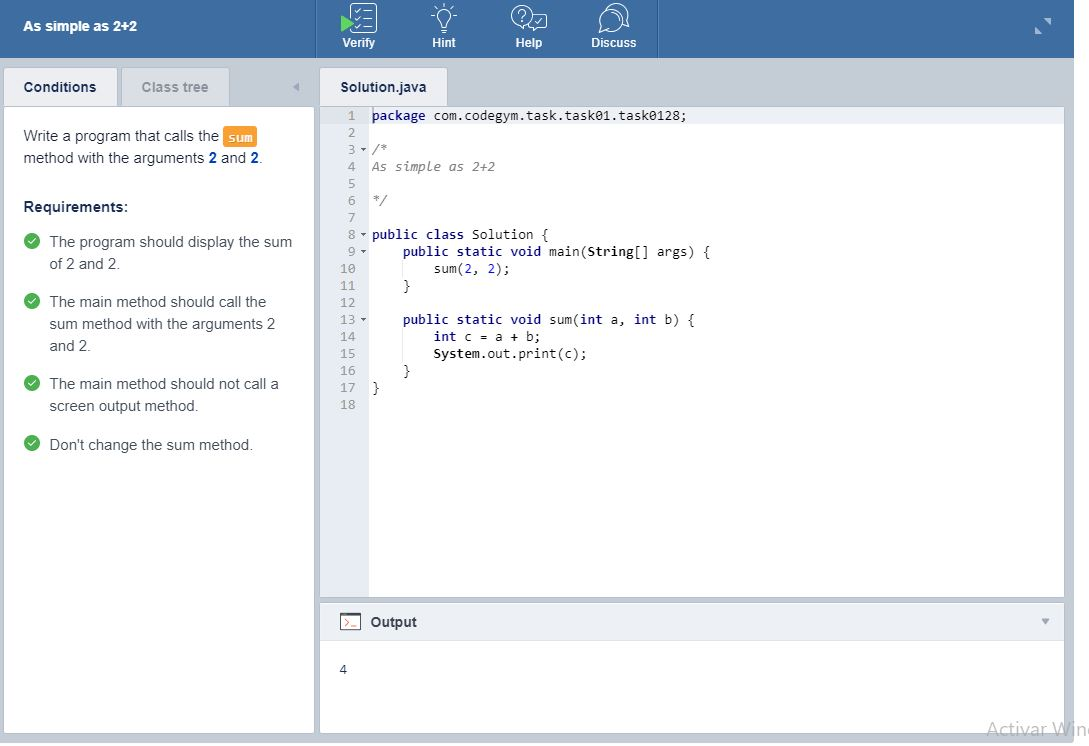 As simple as 2+2
Verify
Hint
Help
Discuss
Conditions
Class tree
Write a program that calls the sum
method with the arguments 2 and 2.
Requirements:
The program should display the sum
of 2 and 2.
The main method should call the
sum method with the arguments 2
and 2.
The main method should not call a
screen output method.
Don't change the sum method.
Solution.java
1 package com.codegym.task.task01.task0128;
2
3 /*
4 As simple as 2+2
5
6 */
7
8 public class Solution {
9     public static void main(String[] args) {
10         sum(2, 2);
11     }
12
13     public static void sum(int a, int b) {
14         int c = a + b;
15         System.out.print(c);
16     }
17 }
18
Output
4
Activar Win